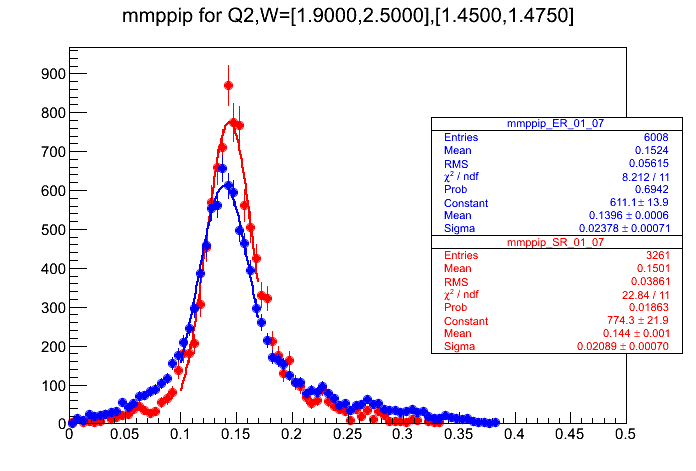 mmppip for Q2,W=[1.9000,2.5000],[1.4500,1.4750]
900
800
700
600
500
400
300
200
100
0
0 0.05 0.1 0.15 0.2 0.25 0.3 0.35 0.4 0.45 0.5
mmppip_ER_01_07
Entries 6008
Mean 0.1524
RMS 0.05615
χ² / ndf 8.212 / 11
Prob 0.6942
Constant 611.1 ± 13.9
Mean 0.1396 ± 0.0006
Sigma 0.02378 ± 0.00071
mmppip_SR_01_07
Entries 3261
Mean 0.1501
RMS 0.03861
χ² / ndf 22.84 / 11
Prob 0.01863
Constant 774.3 ± 21.9
Mean 0.144 ± 0.001
Sigma 0.02089 ± 0.00070